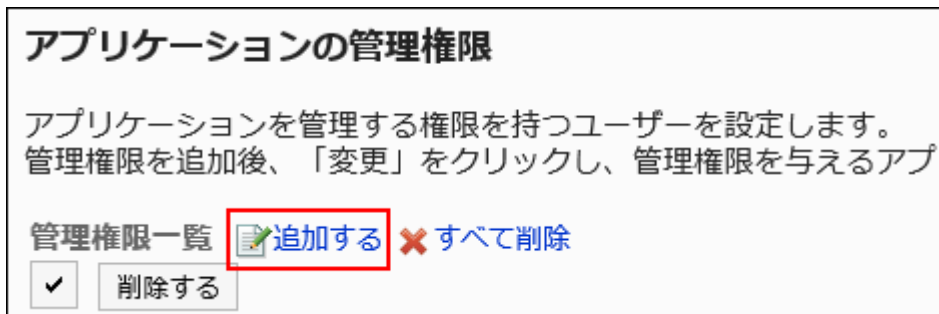 アプリケーションの管理権限
アプリケーションを管理する権限を持つユーザーを設定します。
管理権限を追加後、「変更」をクリックし、管理権限を与えるアプ
管理権限一覧 追加する すべて削除
削除する